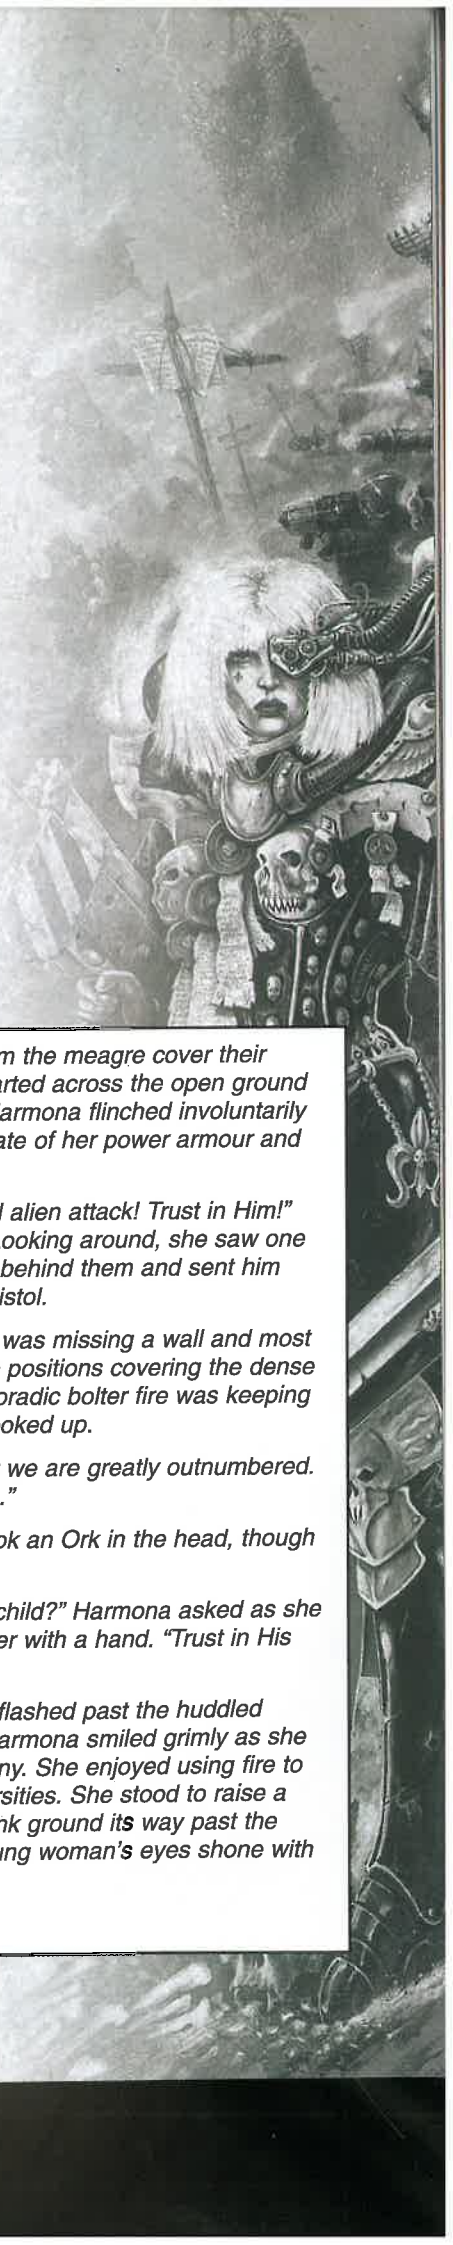 m the meagre cover their
arted across the open ground
armona flinched involuntarily
ate of her power armour and
l alien attack! Trust in Him!”
ooking around, she saw one
behind them and sent him
istol.
was missing a wall and most
positions covering the dense
oradic bolter fire was keeping
ooked up.
we are greatly outnumbered.
.”
ok an Ork in the head, though
child?” Harmona asked as she
er with a hand. “Trust in His
flashed past the huddled
armona smiled grimly as she
ny. She enjoyed using fire to
rsities. She stood to raise a
nk ground its way past the
ung woman's eyes shone with